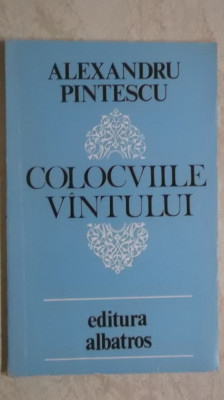 ALEXANDRU
PINTESCU
COLOCVIILE
VÎNTULUI
editura
albatros